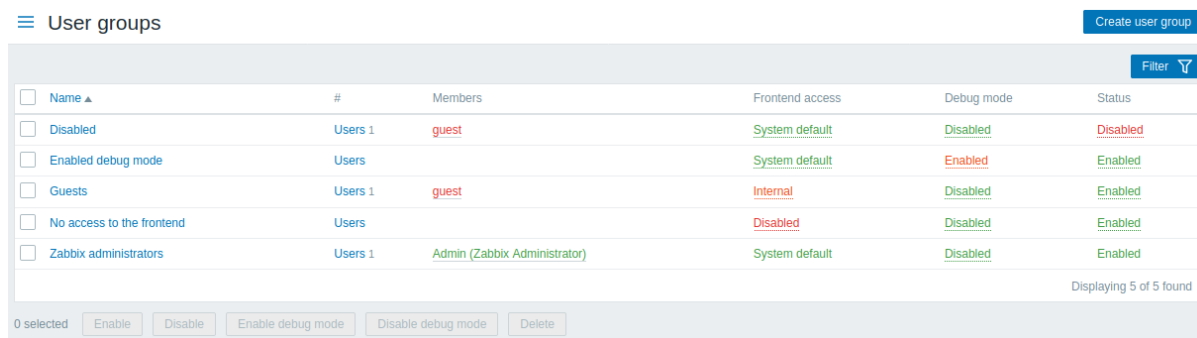 User groups Create user group
Filter
Name # Members Frontend access Debug mode Status
Disabled Users 1 guest System default Disabled Disabled
Enabled debug mode Users System default Enabled Enabled
Guests Users 1 guest Internal Disabled Enabled
No access to the frontend Users Disabled Disabled Enabled
Zabbix administrators Users 1 Admin (Zabbix Administrator) System default Disabled Enabled
Displaying 5 of 5 found
0 selected Enable Disable Enable debug mode Disable debug mode Delete